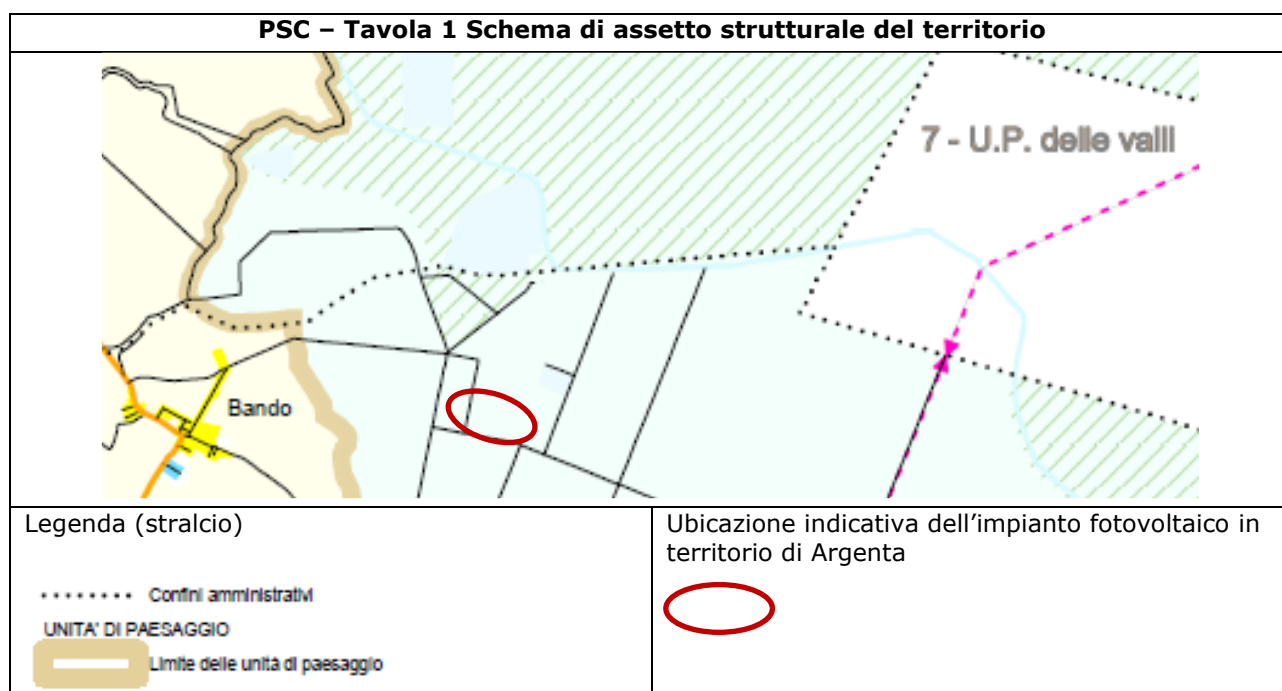 PSC – Tavola 1 Schema di assetto strutturale del territorio
7 - U.P. delle valli
Bando
Legenda (stralcio)
Confini amministrativi
UNITA' DI PAESAGGIO
Limite delle unità di paesaggio
Ubicazione indicativa dell'impianto fotovoltaico in
territorio di Argenta